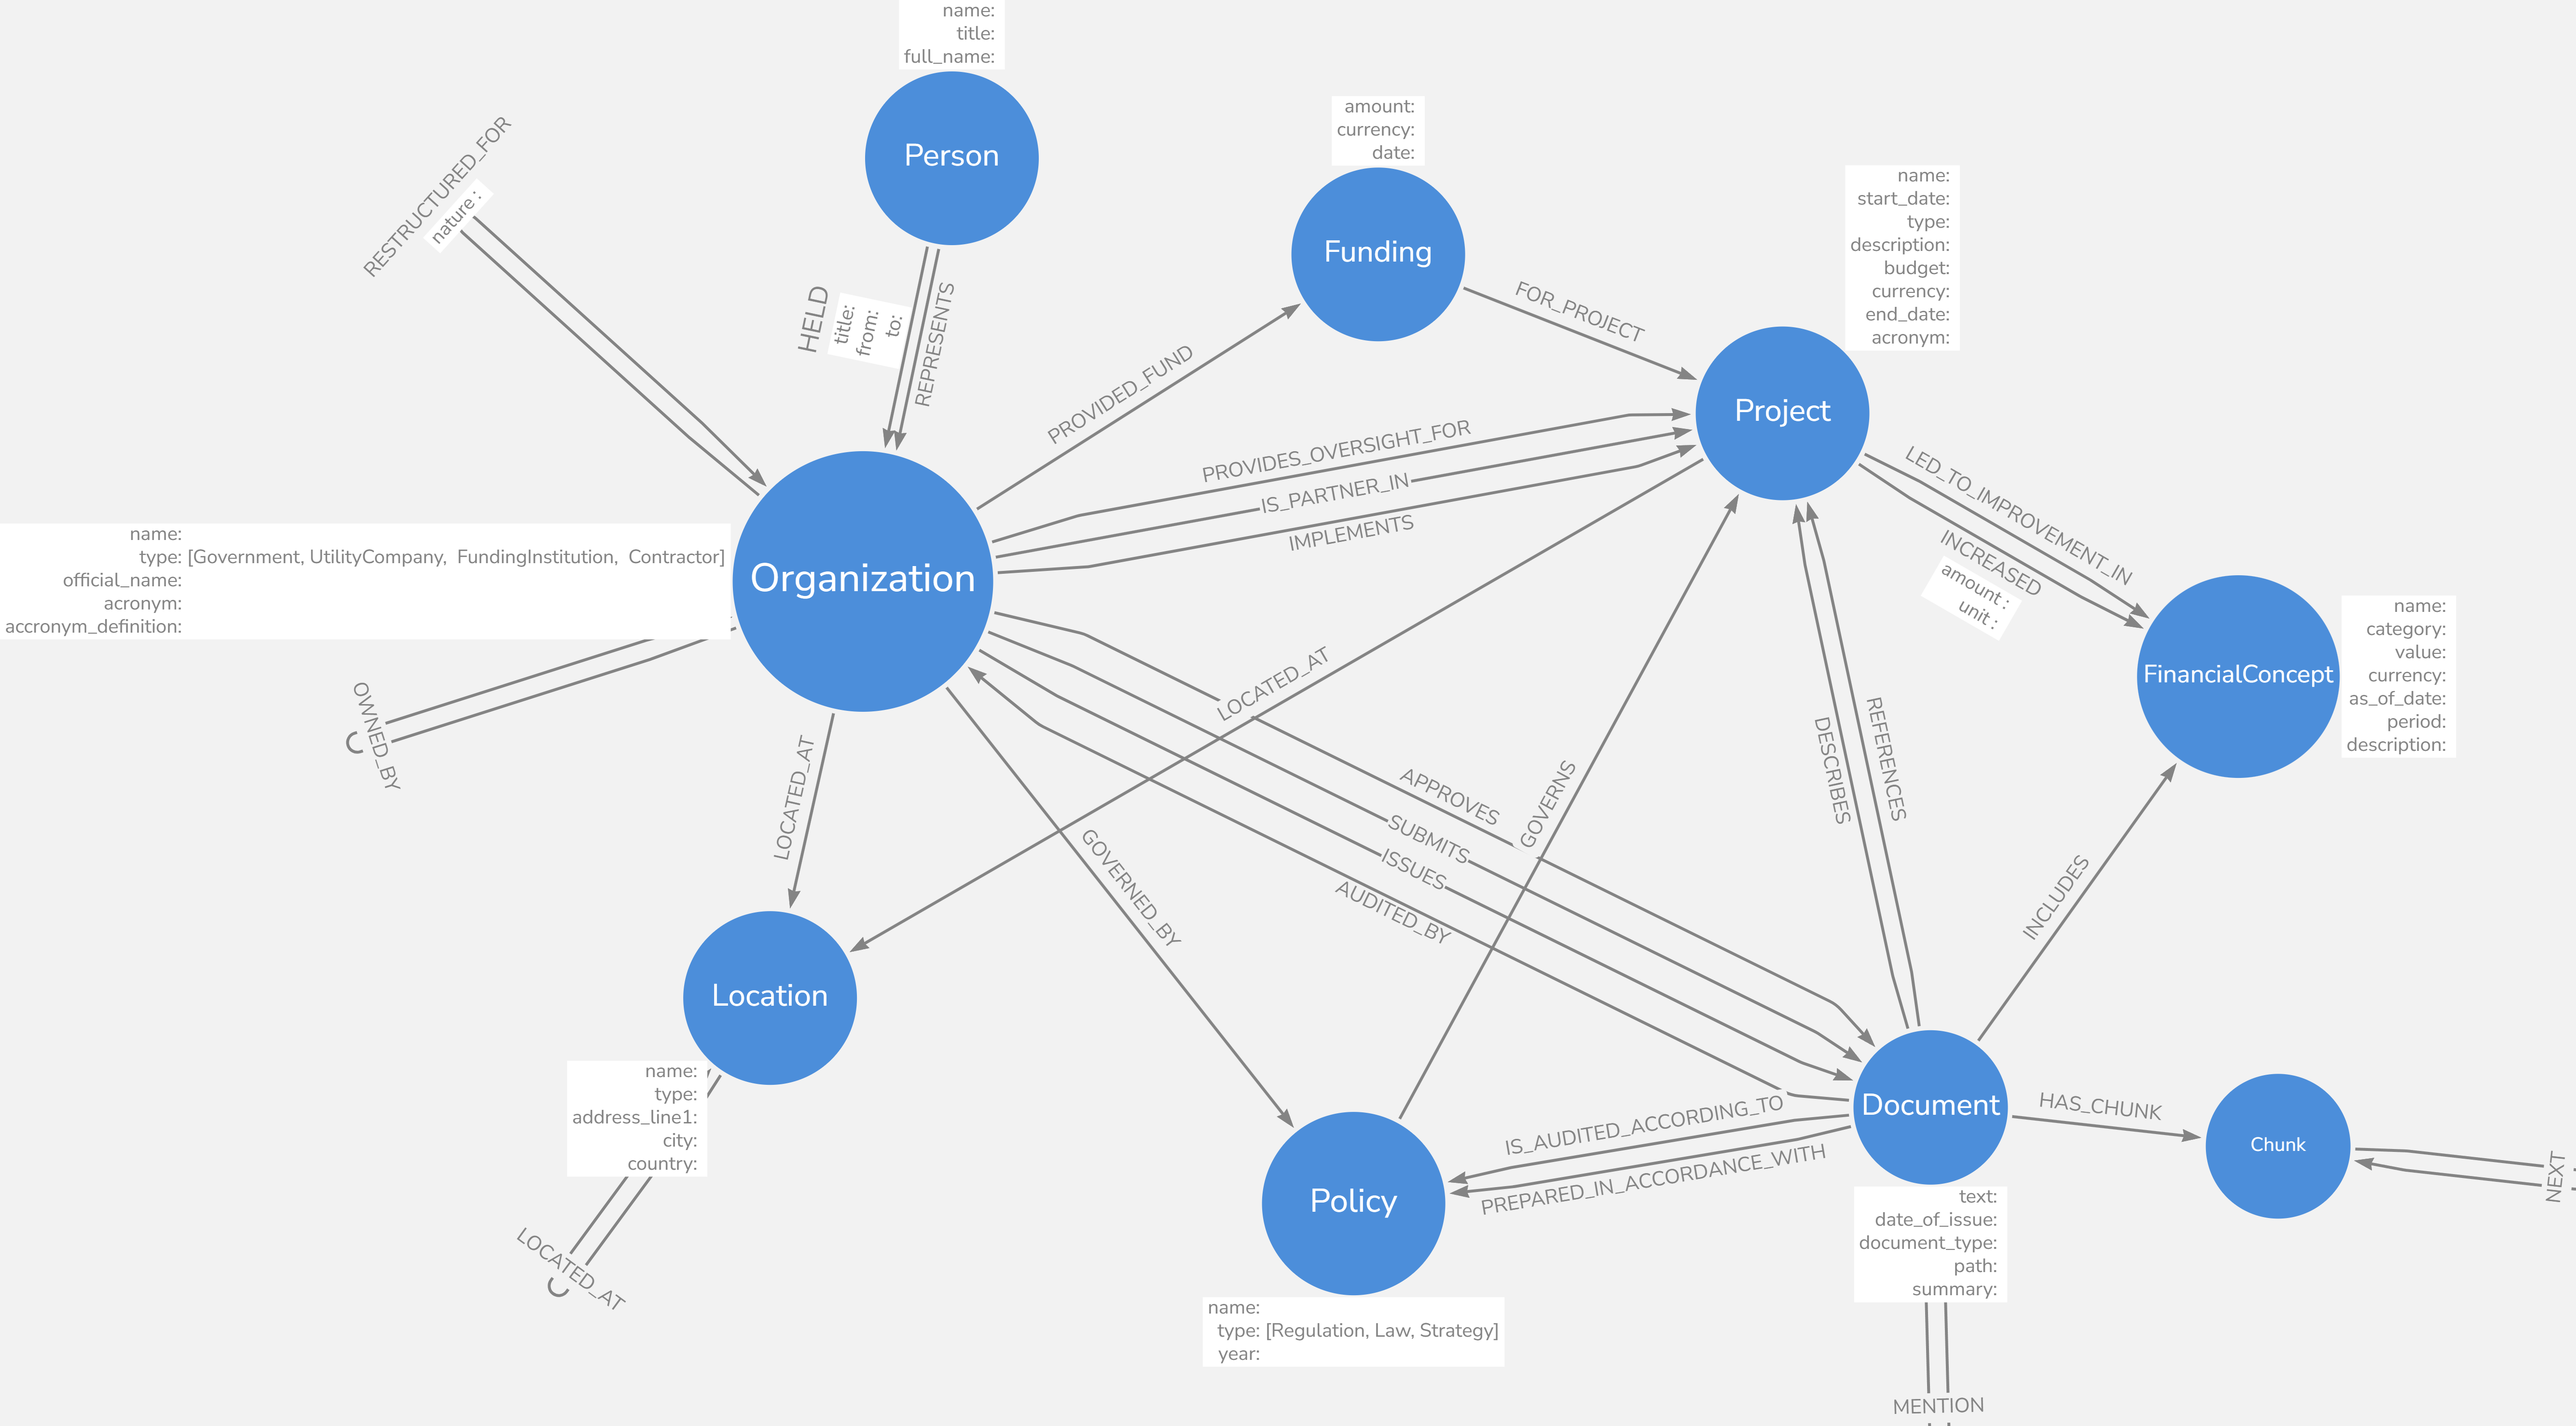 name:
title:
full_name:
Person
amount:
currency:
date:
Funding
RESTRUCTURED_FOR
nature :
HELD
title:
from:
to:
REPRESENTS
PROVIDED_FUND
FOR_PROJECT
name:
start_date:
type:
description:
budget:
currency:
end_date:
acronym:
Project
PROVIDES_OVERSIGHT_FOR
IS_PARTNER_IN
IMPLEMENTS
LED_TO_IMPROVEMENT_IN
INCREASED
amount :
unit :
name:
type: [Government, UtilityCompany, FundingInstitution, Contractor]
official_name:
acronym:
accronym_definition:
Organization
FinancialConcept
name:
category:
value:
currency:
as_of_date:
period:
description:
OWNED_BY
LOCATED_AT
LOCATED_AT
GOVERNED_BY
APPROVES
SUBMITS
ISSUES
AUDITED_BY
GOVERNS
DESCRIBES
REFERENCES
INCLUDES
Location
name:
type:
address_line1:
city:
country:
LOCATED_AT
IS_AUDITED_ACCORDING_TO
PREPARED_IN_ACCORDANCE_WITH
Document
HAS_CHUNK
Chunk
NEXT
Policy
name:
type: [Regulation, Law, Strategy]
year:
text:
date_of_issue:
document_type:
path:
summary:
MENTION